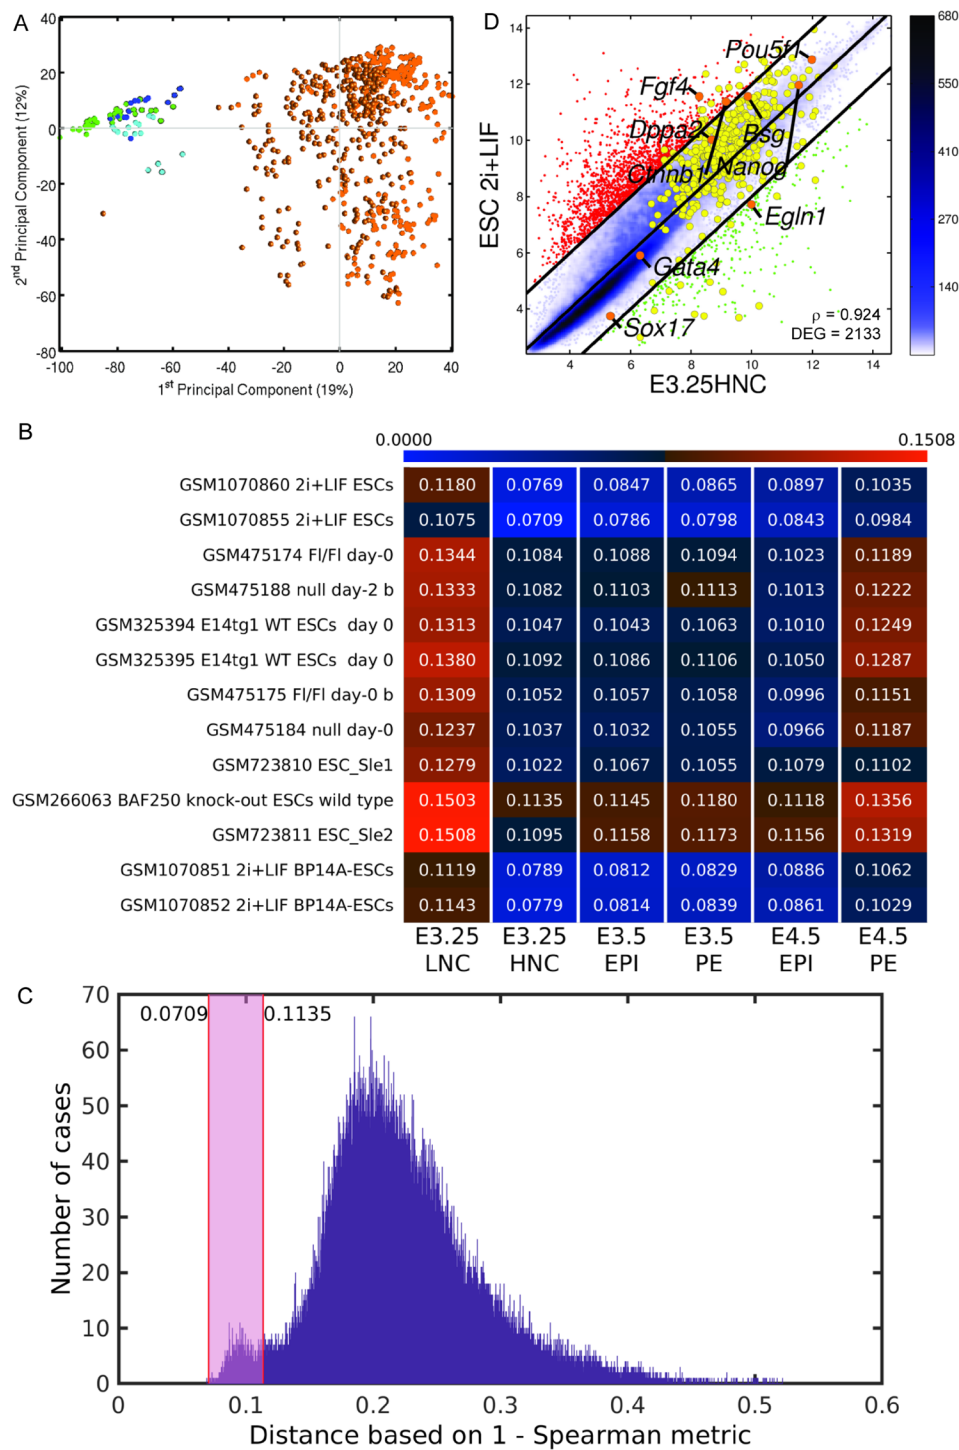 A
40
20
0
-20
-40
-60
-80
-100 -80 -60 -40 -20 0 20 40
2nd Principal Component (12%)
1st Principal Component (19%)
D
14
12
10
8
6
4
4 6 8 10 12 14
ESC 2i+LIF
E3.25HNC
Pou5f1
Fgf4
Dppa2
Bsg
Ctnnb1
Nanog
Egln1
Gata4
Sox17
ρ = 0.924
DEG = 2133
680
550
410
270
140
B
0.0000 0.1508
GSM1070860 2i+LIF ESCs 0.1180 0.0769 0.0847 0.0865 0.0897 0.1035
GSM1070855 2i+LIF ESCs 0.1075 0.0709 0.0786 0.0798 0.0843 0.0984
GSM475174 Fl/Fl day-0 0.1344 0.1084 0.1088 0.1094 0.1023 0.1189
GSM475188 null day-2 b 0.1333 0.1082 0.1103 0.1113 0.1013 0.1222
GSM325394 E14tg1 WT ESCs day 0 0.1313 0.1047 0.1043 0.1063 0.1010 0.1249
GSM325395 E14tg1 WT ESCs day 0 0.1380 0.1092 0.1086 0.1106 0.1050 0.1287
GSM475175 Fl/Fl day-0 b 0.1309 0.1052 0.1057 0.1058 0.0996 0.1151
GSM475184 null day-0 0.1237 0.1037 0.1032 0.1055 0.0966 0.1187
GSM723810 ESC_Sle1 0.1279 0.1022 0.1067 0.1055 0.1079 0.1102
GSM266063 BAF250 knock-out ESCs wild type 0.1503 0.1135 0.1145 0.1180 0.1118 0.1356
GSM723811 ESC_Sle2 0.1508 0.1095 0.1158 0.1173 0.1156 0.1319
GSM1070851 2i+LIF BP14A-ESCs 0.1119 0.0789 0.0812 0.0829 0.0886 0.1062
GSM1070852 2i+LIF BP14A-ESCs 0.1143 0.0779 0.0814 0.0839 0.0861 0.1029
E3.25 E3.25 E3.5 E3.5 E4.5 E4.5
LNC HNC EPI PE EPI PE
C
70
60
50
40
30
20
10
0
0.0709 0.1135
0 0.1 0.2 0.3 0.4 0.5 0.6
Number of cases
Distance based on 1 - Spearman metric